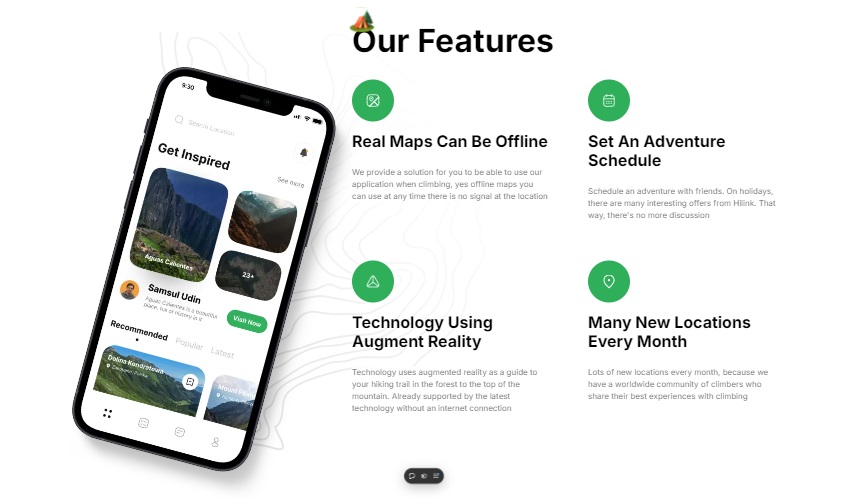 Our Features
9:30
Search Location
Get Inspired
See more
Aguas Calientes
23+
Samsul Udin
Aguas Calientes is a beautiful
place, full of history in it
Visit Now
Recommended
Popular
Latest
Dolina Kondratowa
Mount
Real Maps Can Be Offline
We provide a solution for you to be able to use our
application when climbing, yes offline maps you
can use at any time there is no signal at the location
Set An Adventure
Schedule
Schedule an adventure with friends. On holidays,
there are many interesting offers from Hilink. That
way, there's no more discussion
Technology Using
Augment Reality
Technology uses augmented reality as a guide to
your hiking trail in the forest to the top of the
mountain. Already supported by the latest
technology without an internet connection
Many New Locations
Every Month
Lots of new locations every month, because we
have a worldwide community of climbers who
share their best experiences with climbing